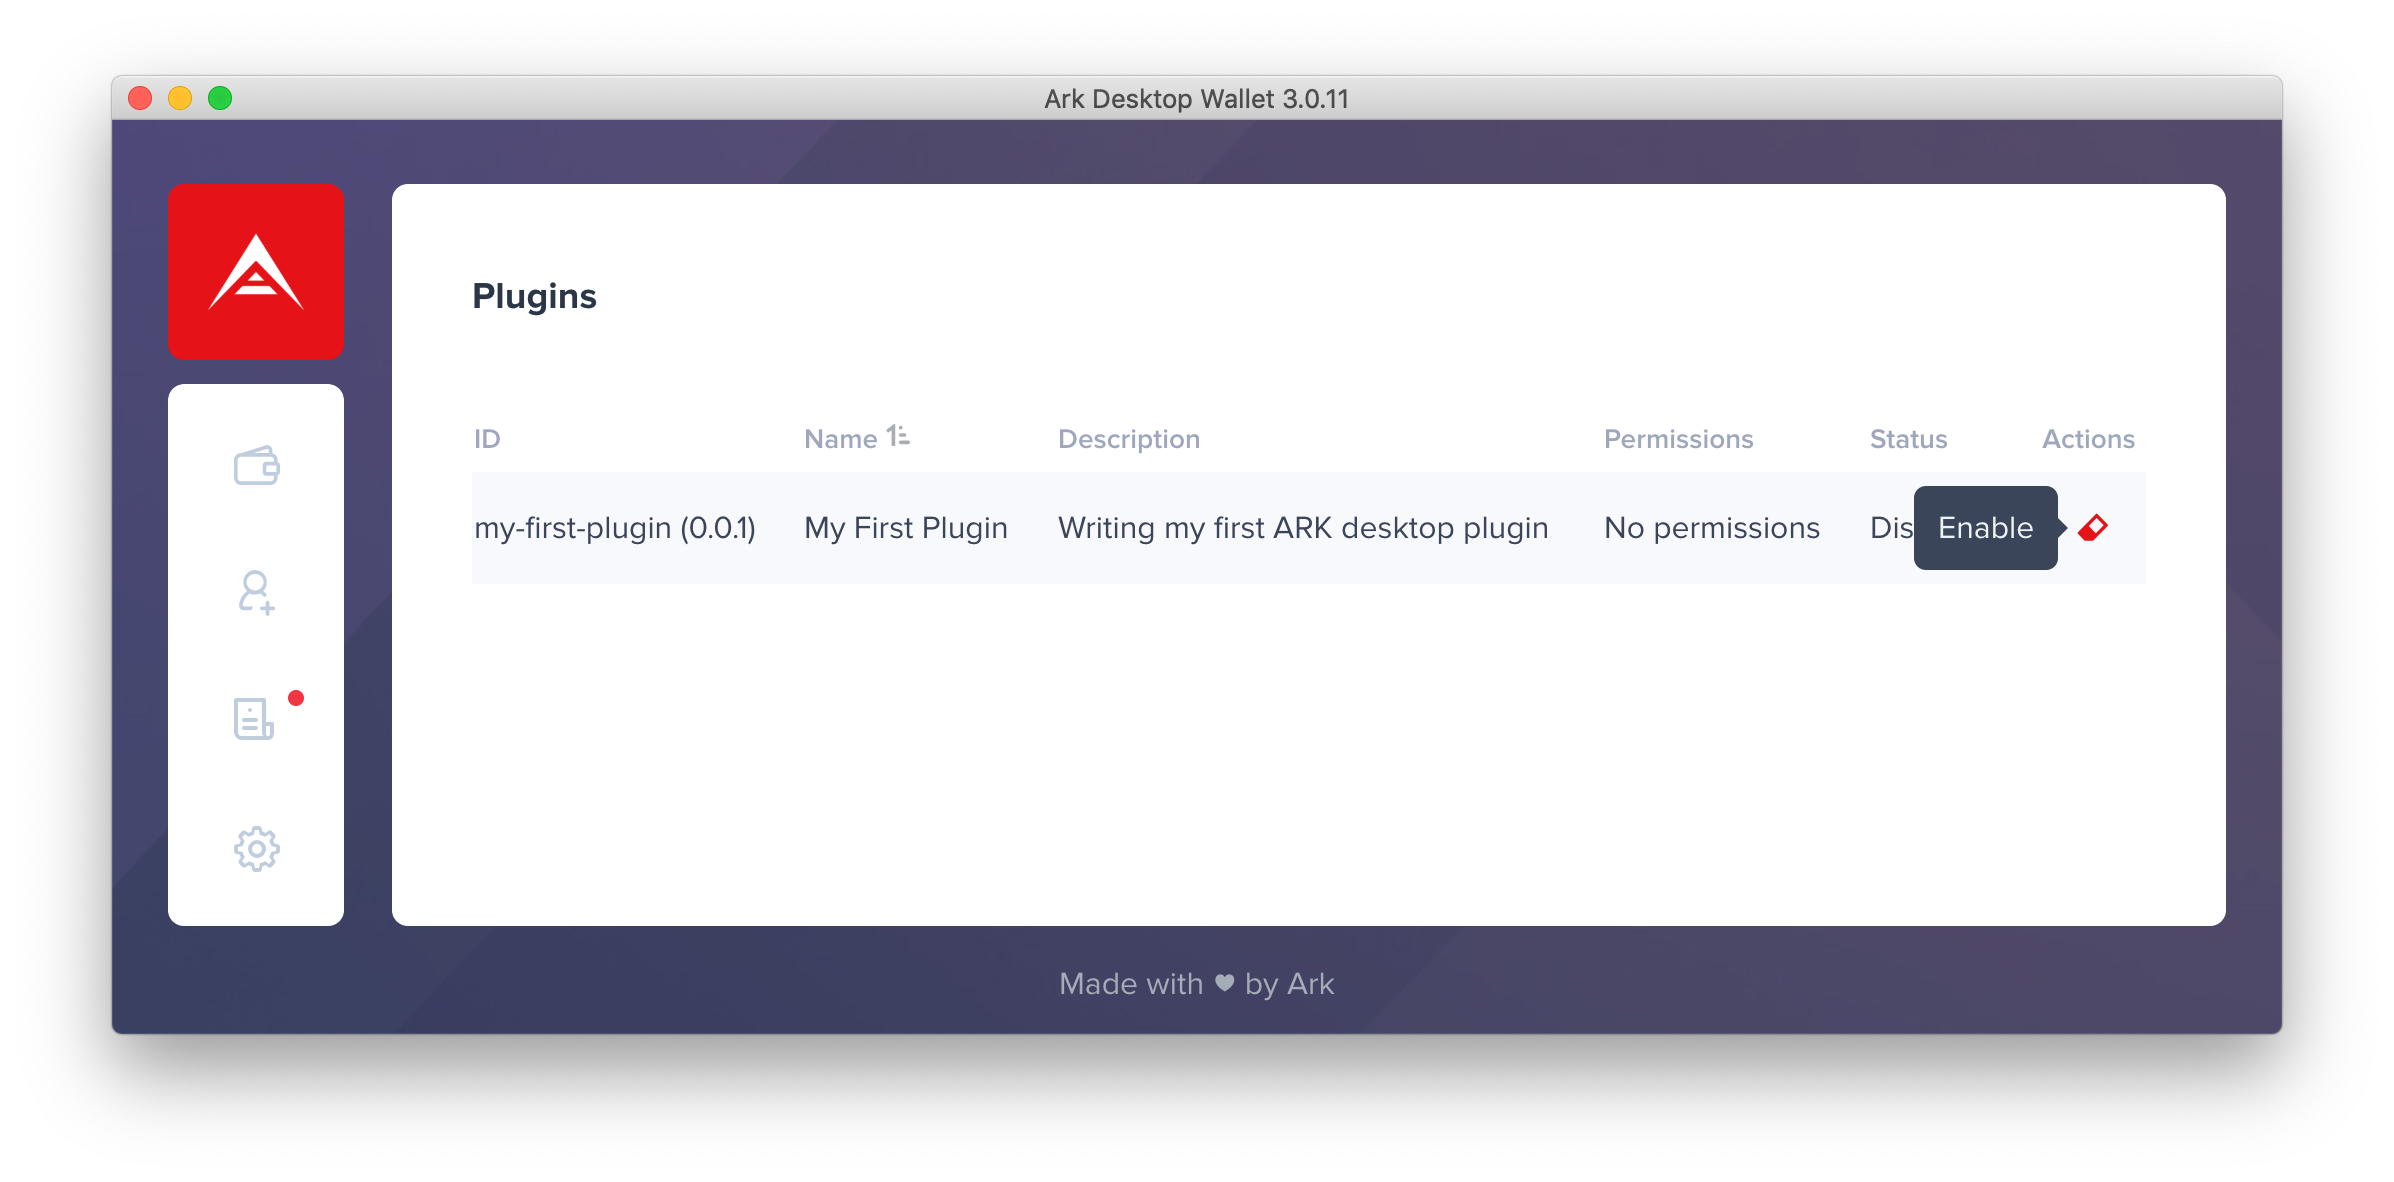 Ark Desktop Wallet 3.0.11
Plugins
ID Name Description Permissions Status Actions
my-first-plugin (0.0.1) My First Plugin Writing my first ARK desktop plugin No permissions Dis Enable
Made with ♥ by Ark